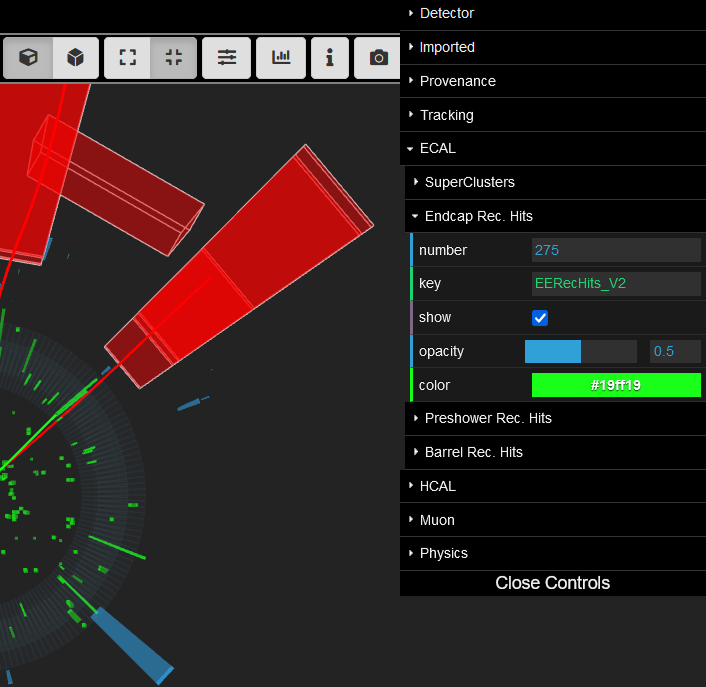 Detector
Imported
Provenance
Tracking
ECAL
SuperClusters
Endcap Rec. Hits
number 275
key EERecHits_V2
show
opacity 0.5
color #19ff19
Preshower Rec. Hits
Barrel Rec. Hits
HCAL
Muon
Physics
Close Controls